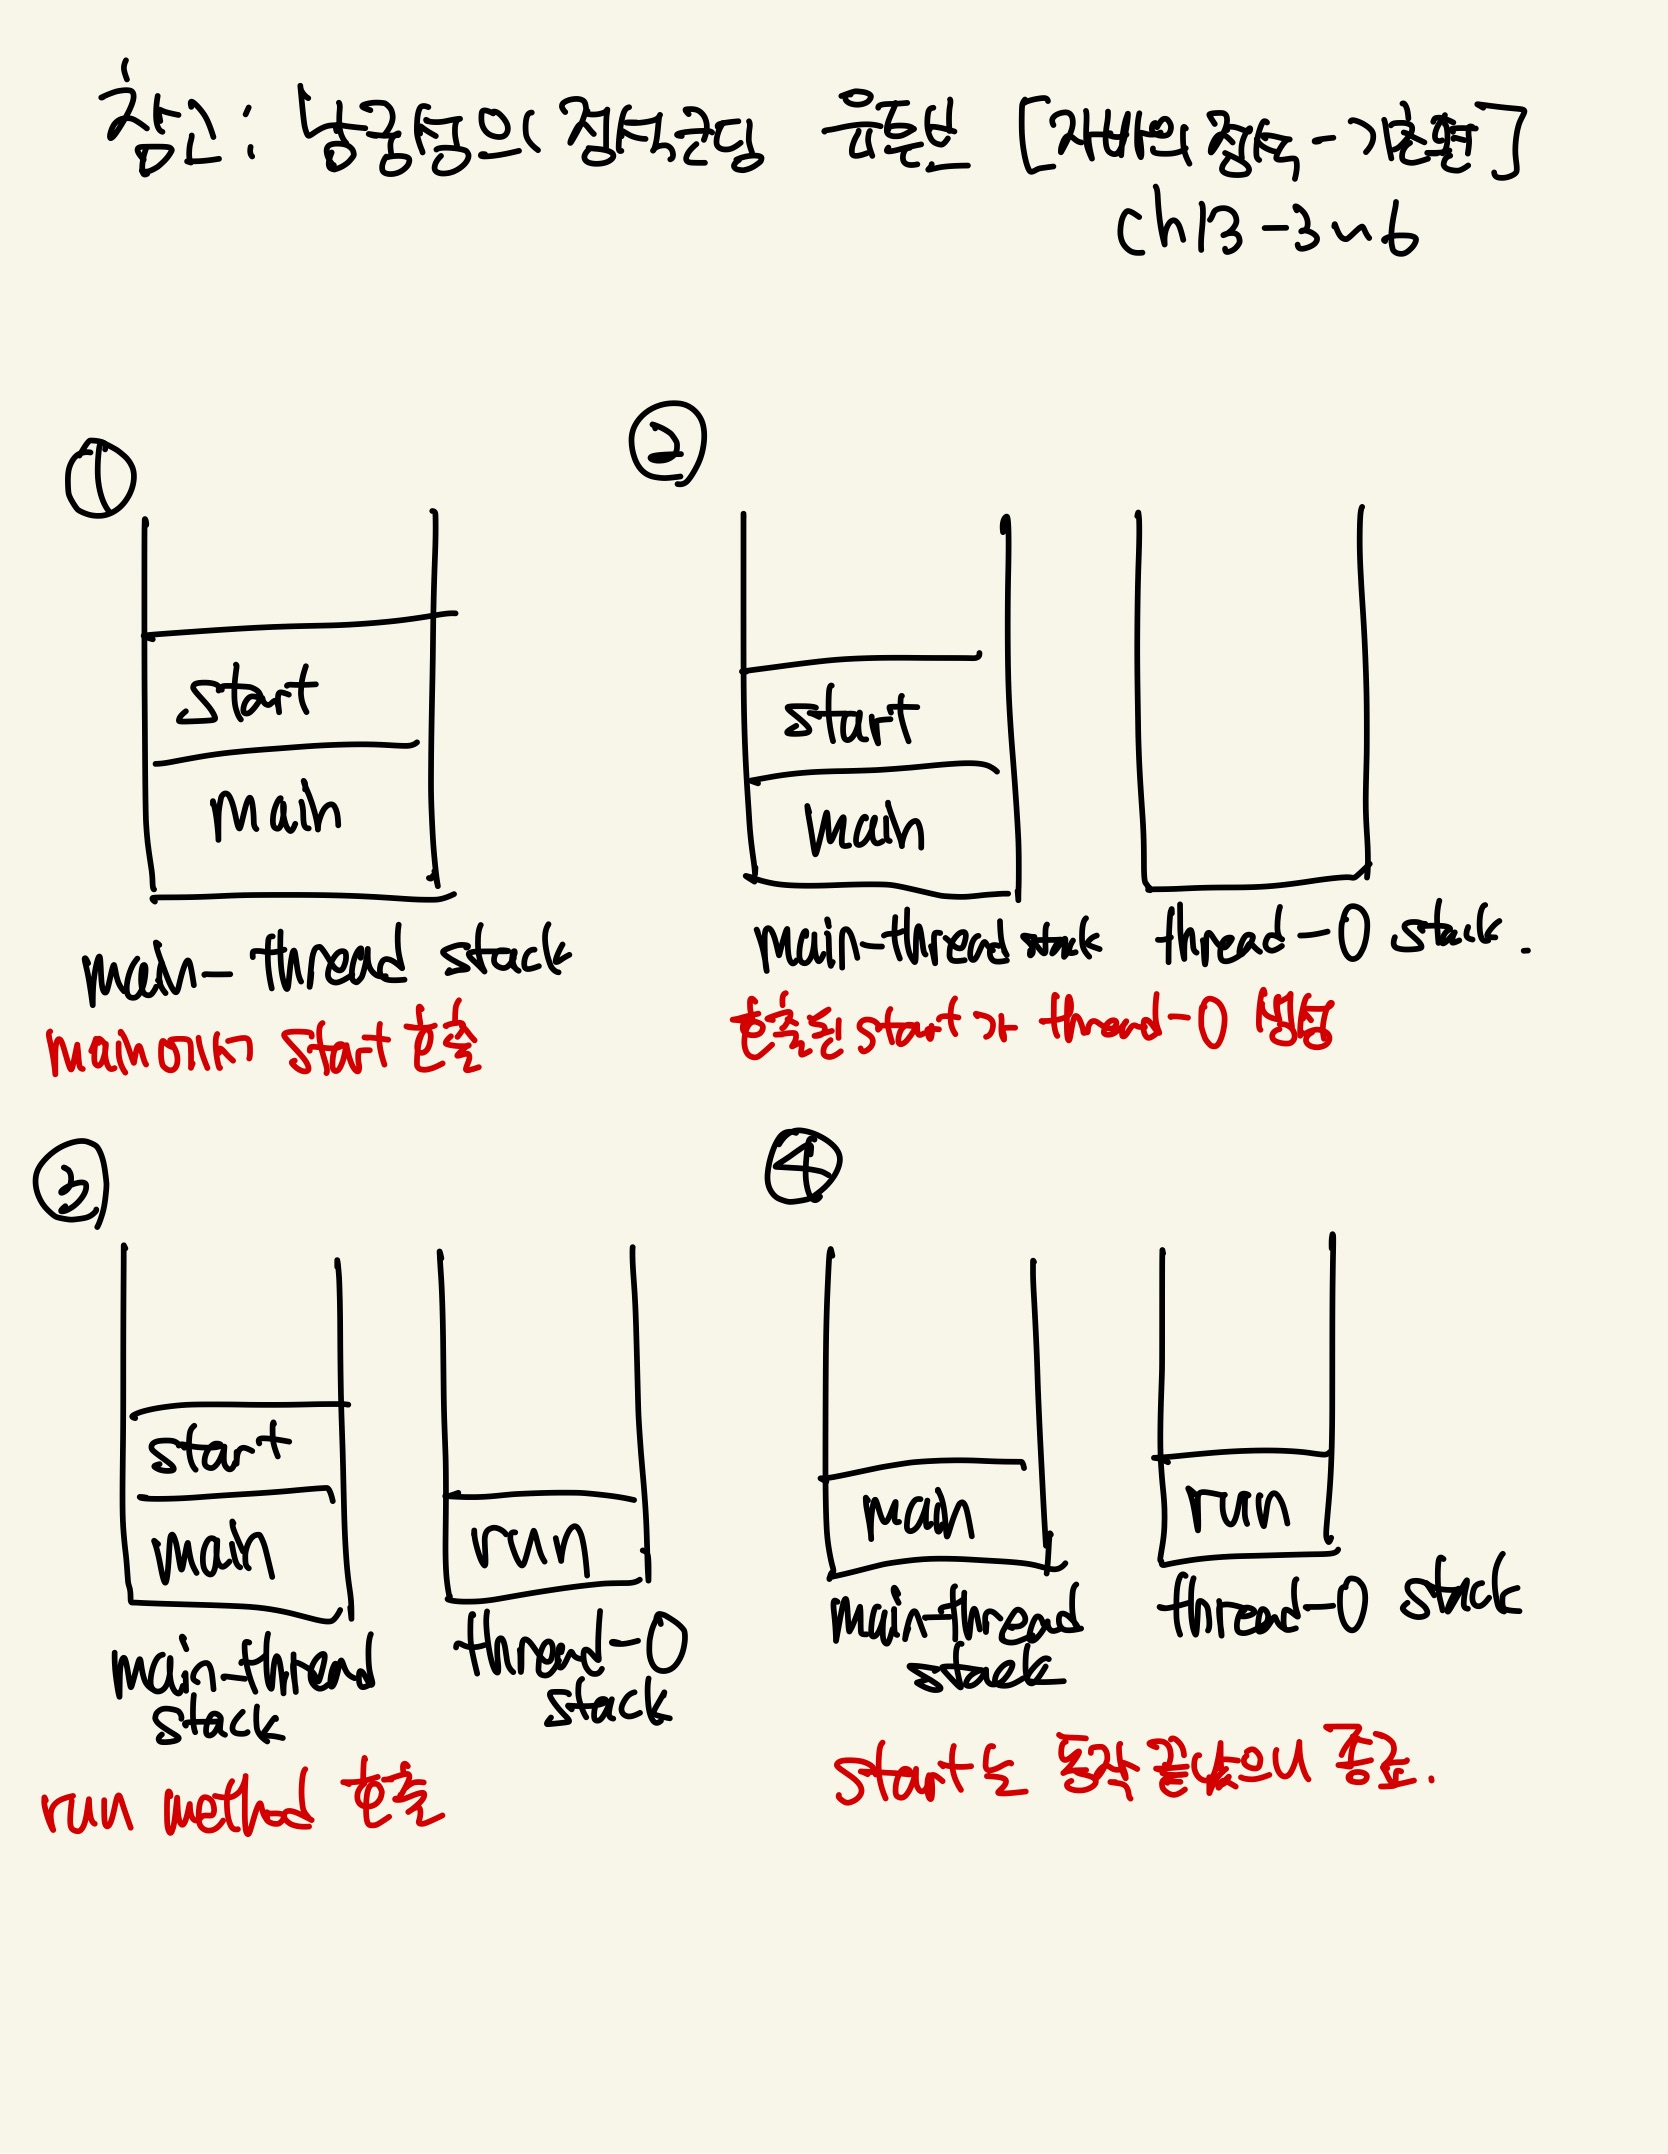 참고: 남궁성의 정석코딩 유튜브 [자바의 정석-기초편]
ch13-3~6
①
start
main
main-thread stack
main에서 start 호출
②
start
main
main-thread stack thread-0 stack.
호출된 start가 thread-0 생성
③
start
main
run
main-thread
stack
thread-0
stack
run method 호출
④
main
run
main-thread
stack
thread-0 stack
start는 동작 끝났으니 종료.